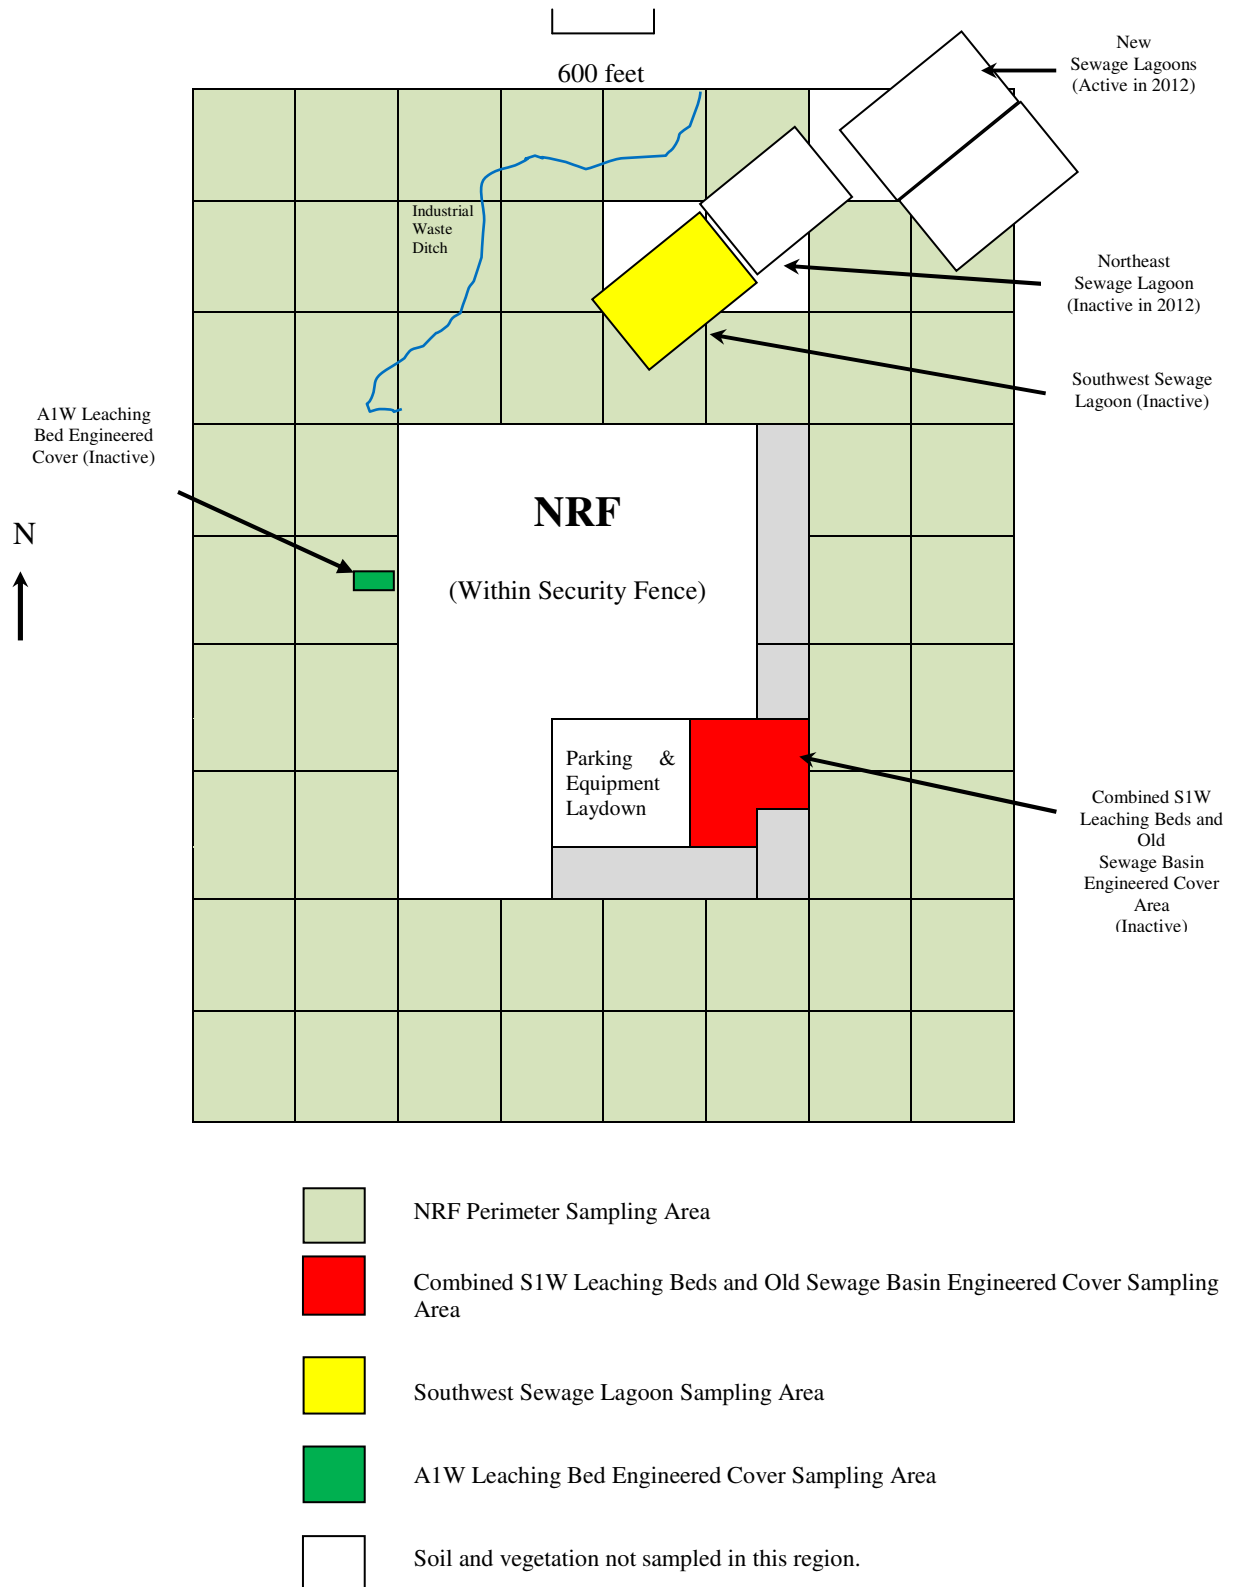 600 feet
New
Sewage Lagoons
(Active in 2012)
Industrial
Waste
Ditch
Northeast
Sewage Lagoon
(Inactive in 2012)
Southwest Sewage
Lagoon (Inactive)
A1W Leaching
Bed Engineered
Cover (Inactive)
N
NRF
(Within Security Fence)
Parking &
Equipment
Laydown
Combined S1W
Leaching Beds and
Old
Sewage Basin
Engineered Cover
Area
(Inactive)
NRF Perimeter Sampling Area
Combined S1W Leaching Beds and Old Sewage Basin Engineered Cover Sampling
Area
Southwest Sewage Lagoon Sampling Area
A1W Leaching Bed Engineered Cover Sampling Area
Soil and vegetation not sampled in this region.